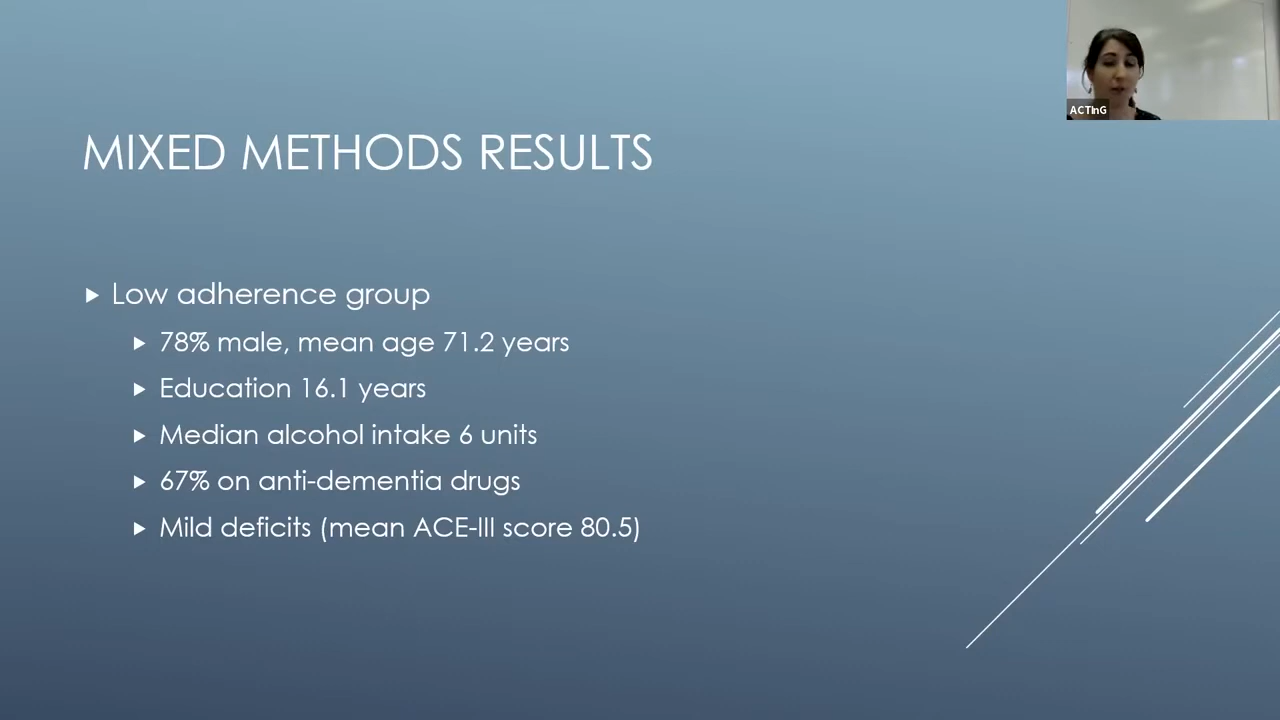 ACTInG
MIXED METHODS RESULTS
Low adherence group
78% male, mean age 71.2 years
Education 16.1 years
Median alcohol intake 6 units
67% on anti-dementia drugs
Mild deficits (mean ACE-III score 80.5)